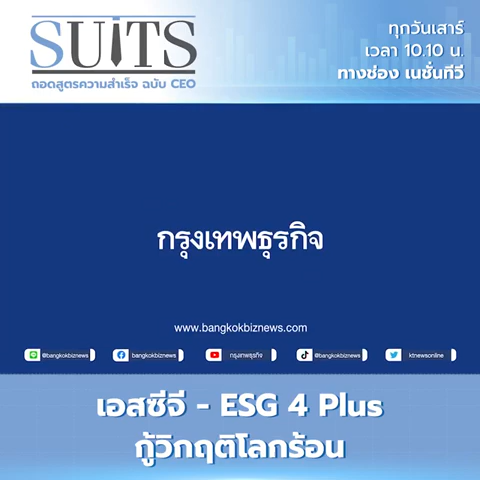 SUITS
ถอดสูตรความสำเร็จ ฉบับ CEO
ทุกวันเสาร์
เวลา 10.10 น.
ทางช่อง เนชั่นทีวี
กรุงเทพธุรกิจ
www.bangkokbiznews.com
@bangkokbiznews
bangkokbiznews
กรุงเทพธุรกิจ
@bangkokbiznews
ktnewsonline
เอสซีจี - ESG 4 Plus
กู้วิกฤติโลกร้อน